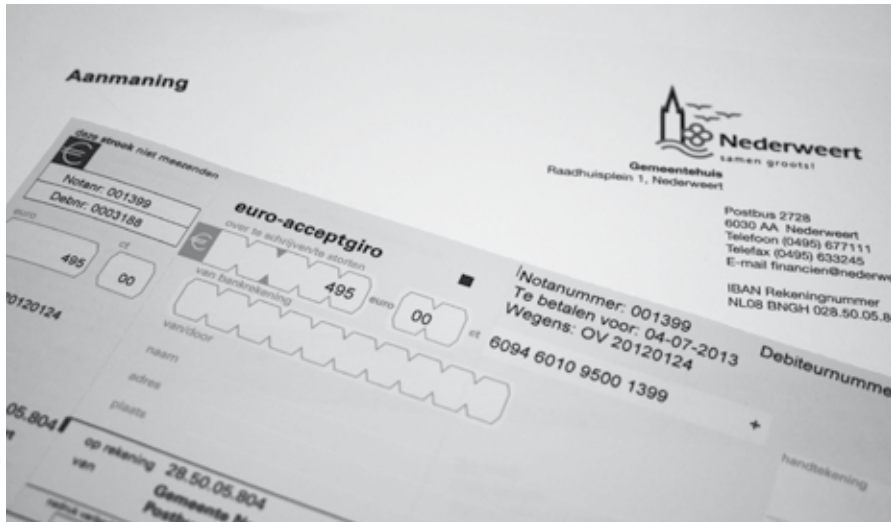 Aanmaning
Nederweert
samen groots!
Gemeentehuis
Raadhuisplein 1, Nederweert
Postbus 2728
6030 AA Nederweert
Telefoon (0495) 677111
Telefax (0495) 633245
E-mail financien@nederwe
IBAN Rekeningnummer
NL08 BNGH 028.50.05.8
deze strook niet meezenden
Notanr: 001399
Debnr: 0003188
euro
ct
495
00
20120124
05.804
euro-acceptgiro
over te schrijven/te storten
495
euro
00
ct
van bankrekening
van/door
naam
adres
plaats
Notanummer: 001399
Te betalen voor: 04-07-2013
Wegens: OV 20120124
Debiteurnumme
6094 6010 9500 1399
+
handtekening
op rekening 28.50.05.804
van Gemeente N
Postb